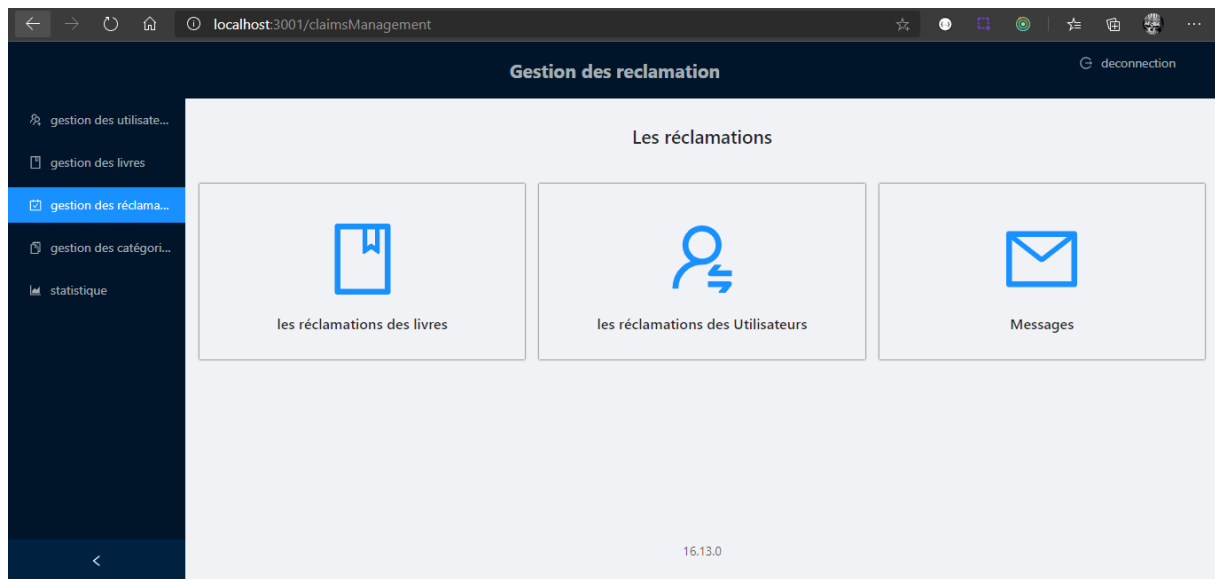 localhost:3001/claimsManagement
Gestion des reclamation
deconnection
gestion des utilisate...
gestion des livres
gestion des réclama...
gestion des catégori...
statistique
Les réclamations
les réclamations des livres
les réclamations des Utilisateurs
Messages
16.13.0